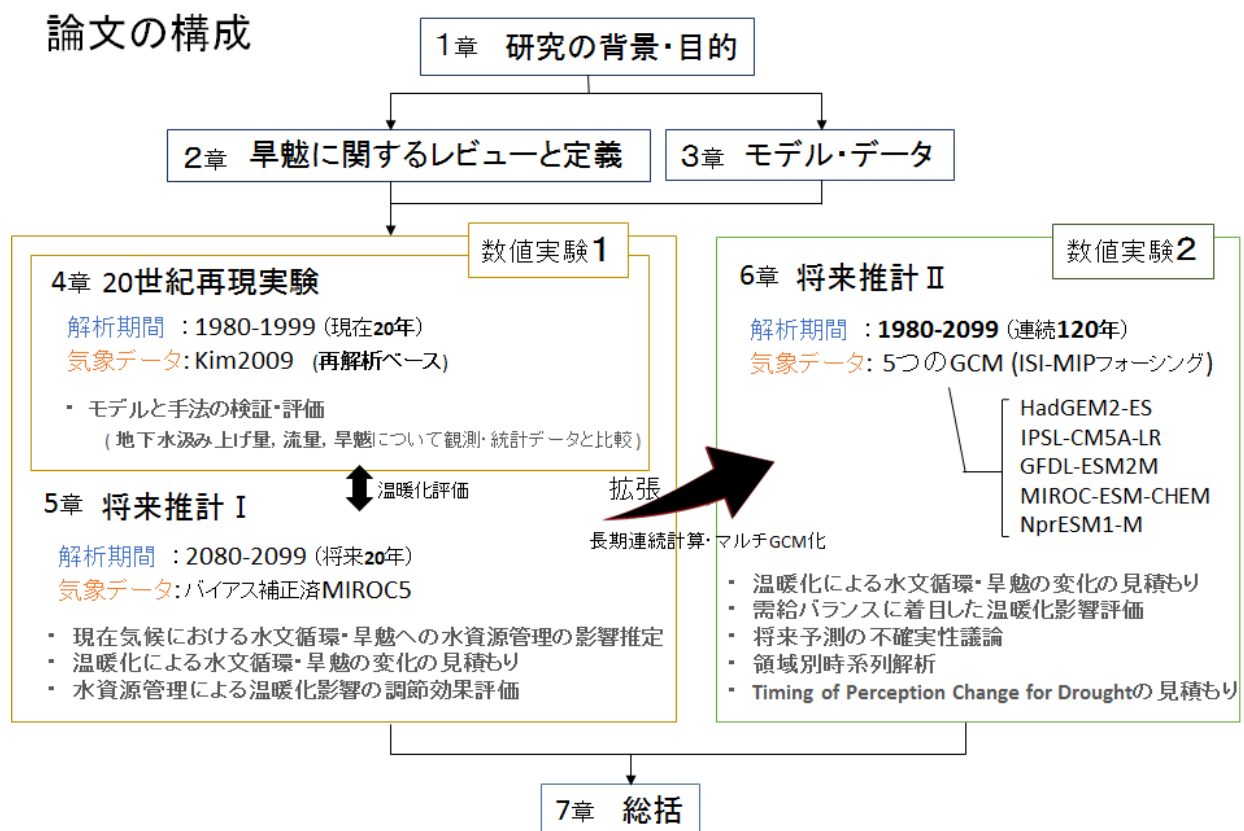 論文の構成
1章 研究の背景・目的
2章 旱魃に関するレビューと定義
3章 モデル・データ
数値実験1
4章 20世紀再現実験
解析期間 : 1980-1999 (現在20年)
気象データ: Kim2009 (再解析ベース)
・ モデルと手法の検証・評価
( 地下水汲み上げ量, 流量, 旱魃について観測・統計データと比較 )
温暖化評価
5章 将来推計 I
解析期間 : 2080-2099 (将来20年)
気象データ: バイアス補正済MIROC5
・ 現在気候における水文循環・旱魃への水資源管理の影響推定
・ 温暖化による水文循環・旱魃の変化の見積もり
・ 水資源管理による温暖化影響の調節効果評価
拡張
長期連続計算・マルチGCM化
数値実験2
6章 将来推計Ⅱ
解析期間 : 1980-2099 (連続120年)
気象データ: 5つのGCM (ISI-MIPフォーシング)
HadGEM2-ES
IPSL-CM5A-LR
GFDL-ESM2M
MIROC-ESM-CHEM
NprESM1-M
・ 温暖化による水文循環・旱魃の変化の見積もり
・ 需給バランスに着目した温暖化影響評価
・ 将来予測の不確実性議論
・ 領域別時系列解析
・ Timing of Perception Change for Droughtの見積もり
7章 総括